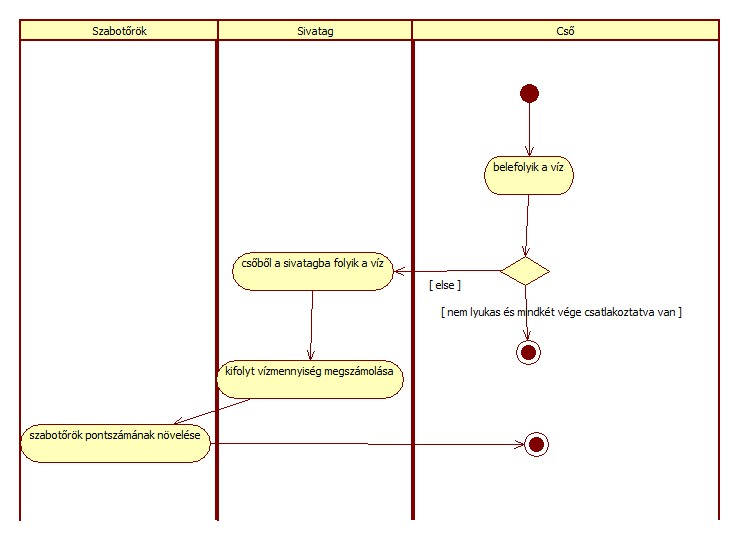 Szabotőrök
Sivatag
Cső
belefolyik a víz
csőből a sivatagba folyik a víz
[ else ]
[ nem lyukas és mindkét vége csatlakoztatva van ]
kifolyt vízmennyiség megszámolása
szabotőrök pontszámának növelése